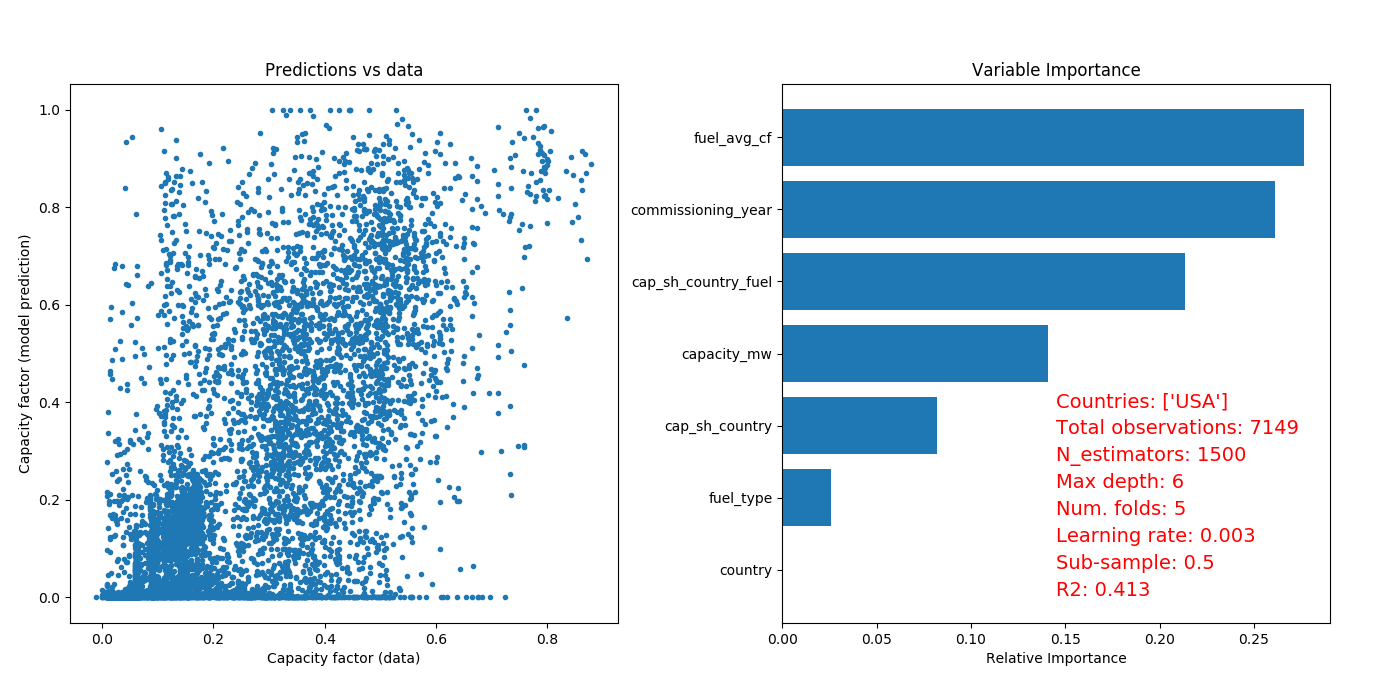 Predictions vs data
1.0
0.8
0.6
0.4
0.2
0.0
Capacity factor (model prediction)
0.0 0.2 0.4 0.6 0.8
Capacity factor (data)
Variable Importance
fuel_avg_cf
commissioning_year
cap_sh_country_fuel
capacity_mw
cap_sh_country
fuel_type
country
Countries: ['USA']
Total observations: 7149
N_estimators: 1500
Max depth: 6
Num. folds: 5
Learning rate: 0.003
Sub-sample: 0.5
R2: 0.413
0.00 0.05 0.10 0.15 0.20 0.25
Relative Importance